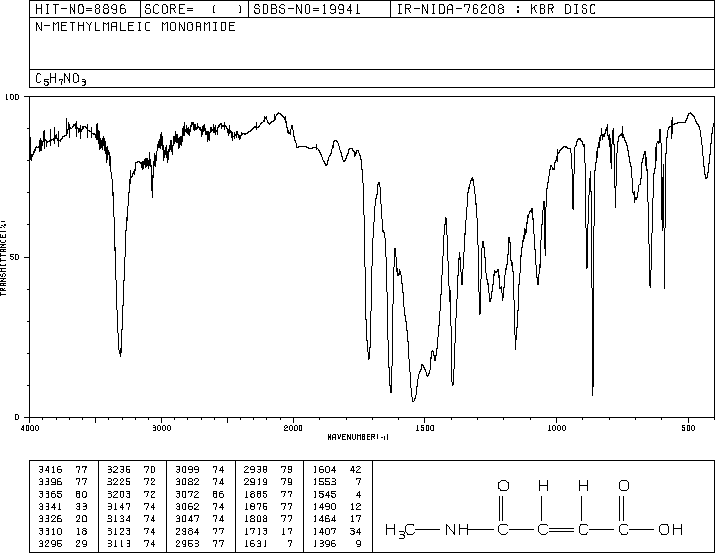 HIT-NO=8896 SCORE= ( ) SDBS-NO=19941 IR-NIDA-76208 : KBR DISC
N-METHYLMALEIC MONOAMIDE
C5H7NO3
100
50
0
TRANSMITTANCE(%)
4000 3000 2000 1500 1000 500
WAVENUMBER(-1)
3416 77 3236 70 3099 74 2938 79 1604 42
3396 77 3225 72 3082 74 2919 79 1553 7
3365 80 3203 72 3072 86 1885 77 1545 4
3341 33 3147 74 3062 74 1876 77 1490 12
3326 20 3134 74 3047 74 1808 77 1464 17
3310 18 3123 74 2984 77 1713 17 1407 34
3295 29 3113 74 2953 77 1631 7 1396 9
O H H O
H3C NH C C C C OH